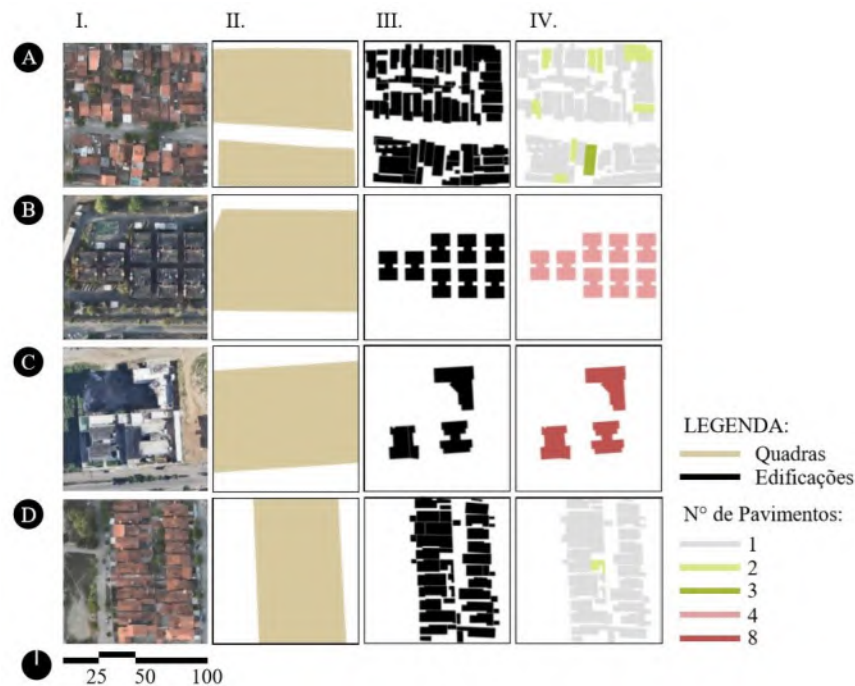 I. II. III. IV.
A
B
C
D
LEGENDA:
Quadras
Edificações
N° de Pavimentos:
1
2
3
4
8
25 50 100